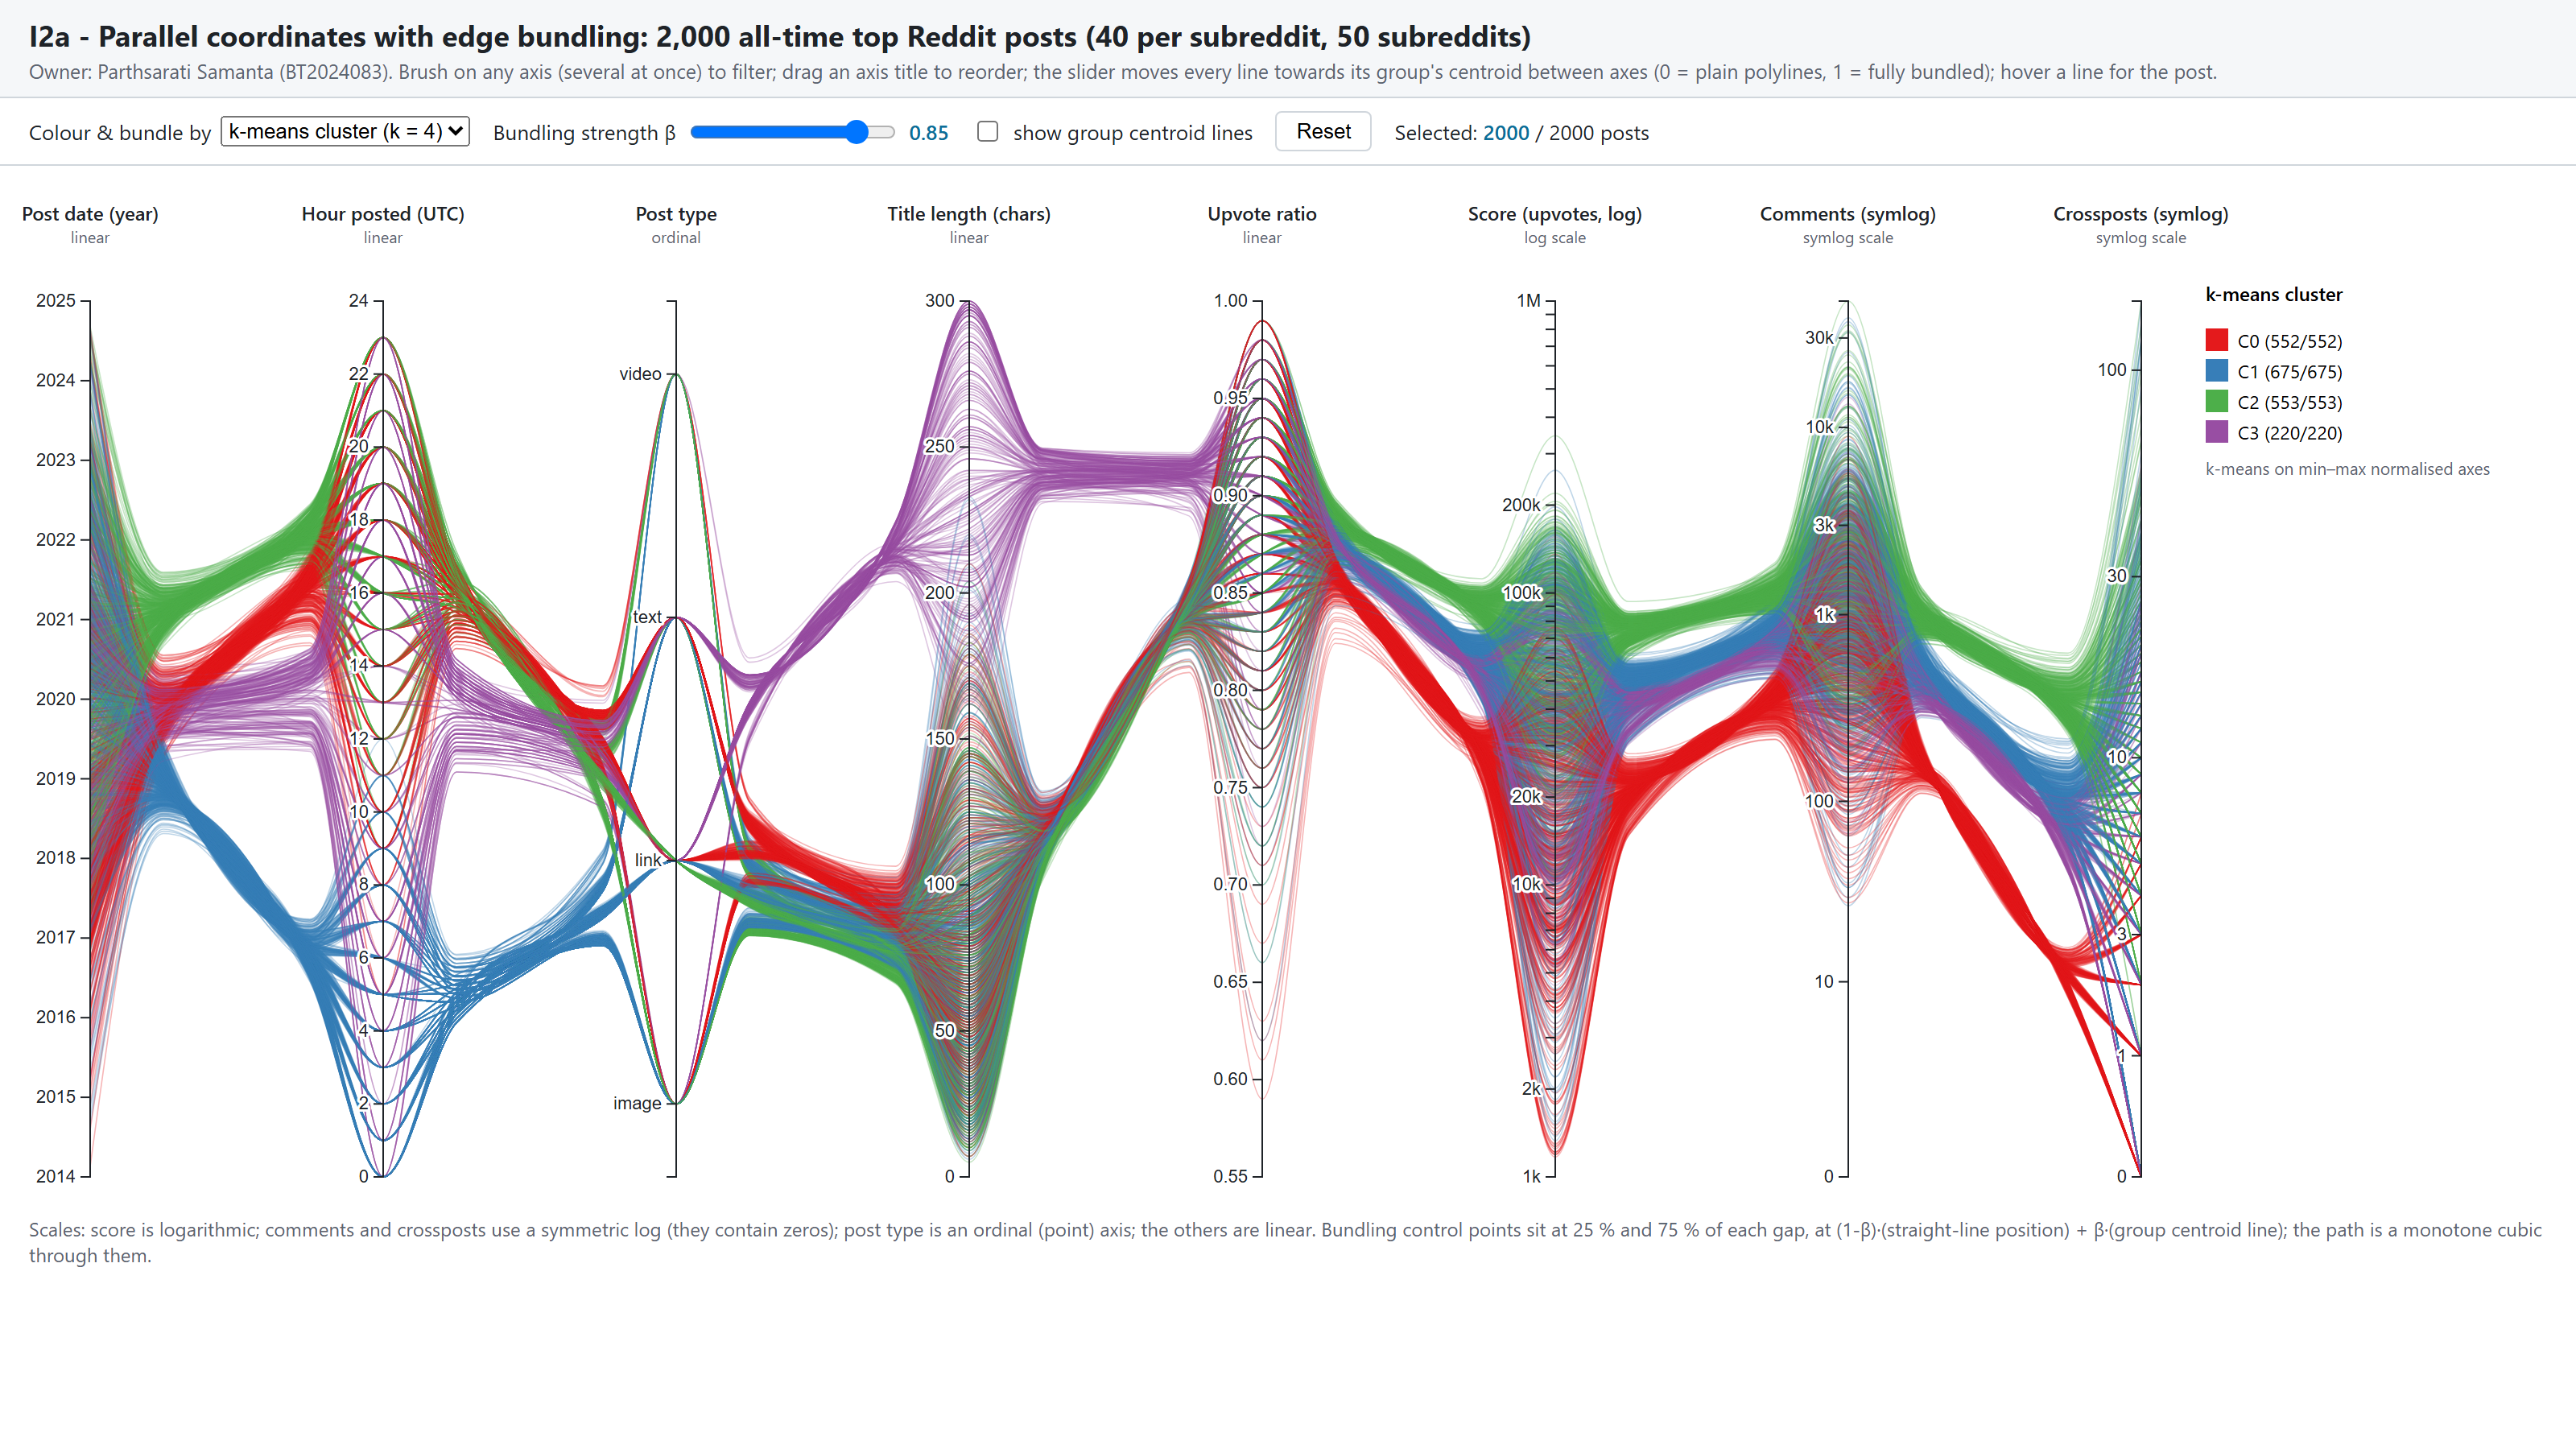 I2a - Parallel coordinates with edge bundling: 2,000 all-time top Reddit posts (40 per subreddit, 50 subreddits)
Owner: Parthsarati Samanta (BT2024083). Brush on any axis (several at once) to filter; drag an axis title to reorder; the slider moves every line towards its group's centroid between axes (0 = plain polylines, 1 = fully bundled); hover a line for the post.
Colour & bundle by k-means cluster (k = 4) Bundling strength β 0.85 show group centroid lines Reset Selected: 2000 / 2000 posts
Post date (year)
linear
2025
2024
2023
2022
2021
2020
2019
2018
2017
2016
2015
2014
Hour posted (UTC)
linear
24
22
20
18
16
14
12
10
8
6
4
2
0
Post type
ordinal
video
text
link
image
Title length (chars)
linear
300
250
200
150
100
50
0
Upvote ratio
linear
1.00
0.95
0.90
0.85
0.80
0.75
0.70
0.65
0.60
0.55
Score (upvotes, log)
log scale
1M
200k
100k
20k
10k
2k
1k
Comments (symlog)
symlog scale
30k
10k
3k
1k
100
10
0
Crossposts (symlog)
symlog scale
100
30
10
3
1
0
k-means cluster
C0 (552/552)
C1 (675/675)
C2 (553/553)
C3 (220/220)
k-means on min–max normalised axes
Scales: score is logarithmic; comments and crossposts use a symmetric log (they contain zeros); post type is an ordinal (point) axis; the others are linear. Bundling control points sit at 25 % and 75 % of each gap, at (1-β)·(straight-line position) + β·(group centroid line); the path is a monotone cubic
through them.